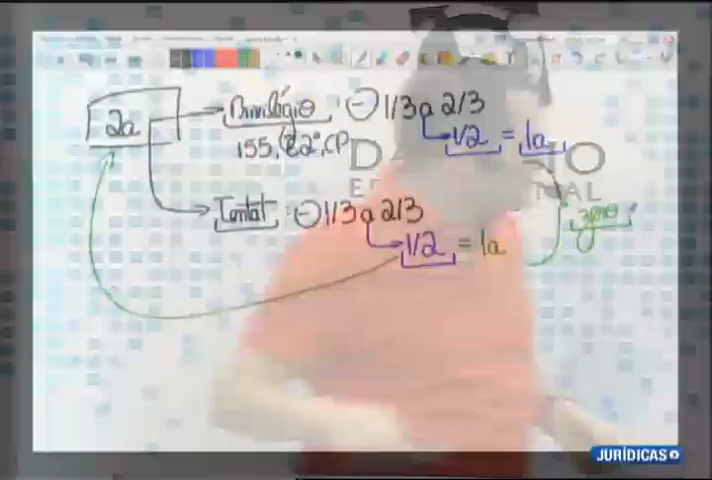 2a
Privilégio ⊖ 1/3 a 2/3
155, § 2°, CP
1/2 = 1a
Tentat ⊖ 1/3 a 2/3
1/2 = 1a
JURÍDICAS